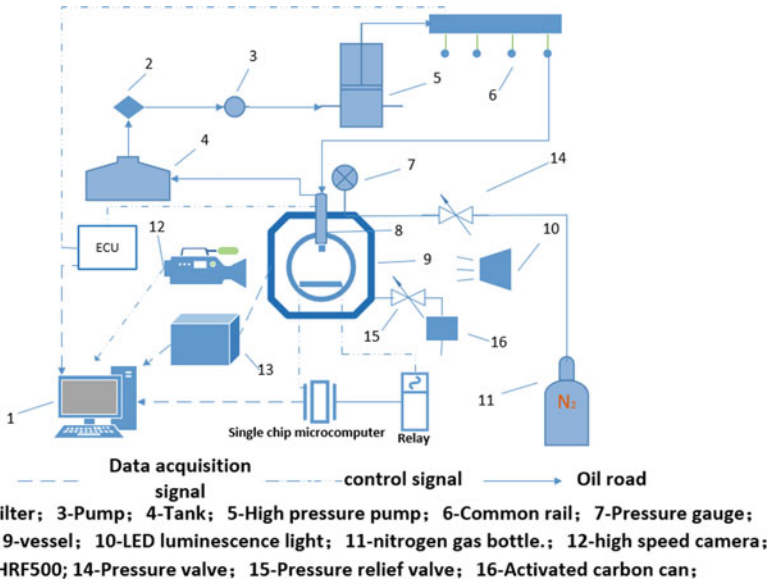 2
3
5
6
4
7
14
8
ECU
12
9
10
15
16
13
11
N₂
1
Single chip microcomputer
Relay
Data acquisition signal
control signal
Oil road
ilter; 3-Pump; 4-Tank; 5-High pressure pump; 6-Common rail; 7-Pressure gauge;
9-vessel; 10-LED luminescence light; 11-nitrogen gas bottle.; 12-high speed camera;
HRF500; 14-Pressure valve; 15-Pressure relief valve; 16-Activated carbon can;